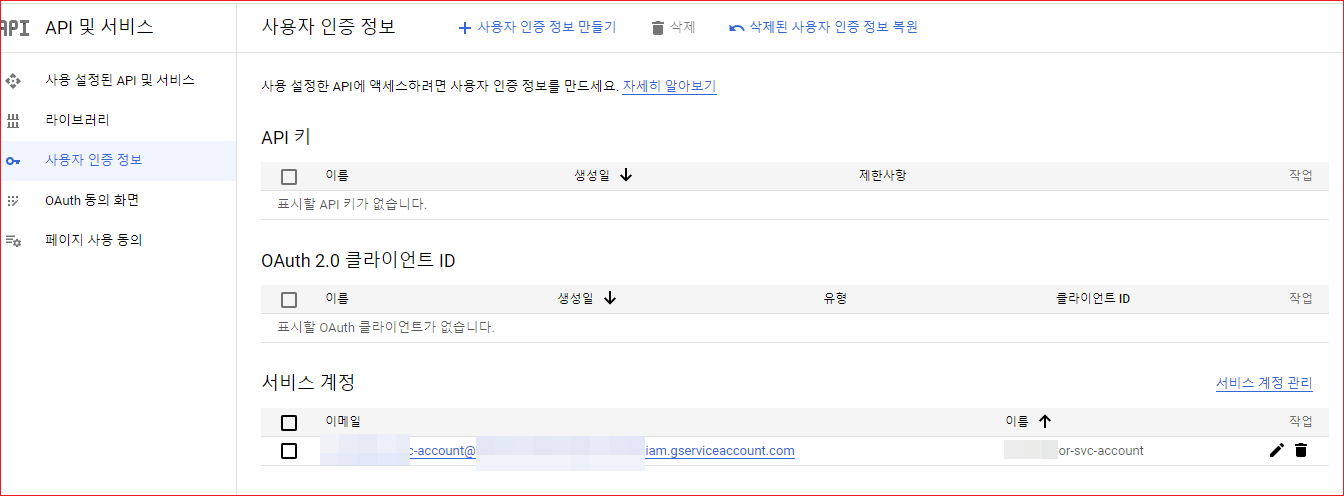 API API 및 서비스
사용자 인증 정보 사용자 인증 정보 만들기 삭제 삭제된 사용자 인증 정보 복원
사용 설정된 API 및 서비스
라이브러리
사용자 인증 정보
OAuth 동의 화면
페이지 사용 동의
사용 설정한 API에 액세스하려면 사용자 인증 정보를 만드세요. 자세히 알아보기
API 키
이름 생성일 제한사항 작업
표시할 API 키가 없습니다.
OAuth 2.0 클라이언트 ID
이름 생성일 유형 클라이언트 ID 작업
표시할 OAuth 클라이언트가 없습니다.
서비스 계정 서비스 계정 관리
이메일 이름 작업
c-account@ iam.gserviceaccount.com or-svc-account